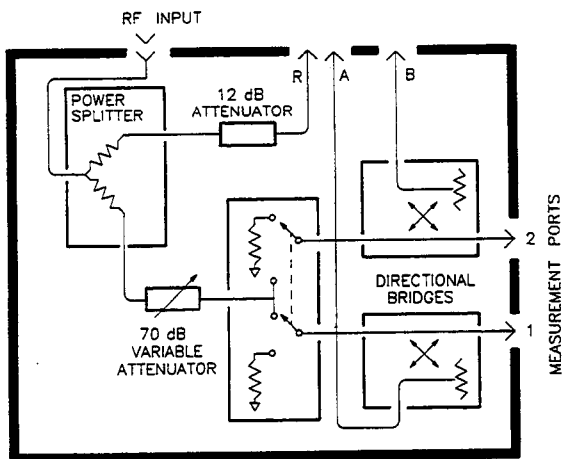 RF INPUT
R
A
B
POWER
SPLITTER
12 dB
ATTENUATOR
2
DIRECTIONAL
BRIDGES
1
70 dB
VARIABLE
ATTENUATOR
MEASUREMENT PORTS